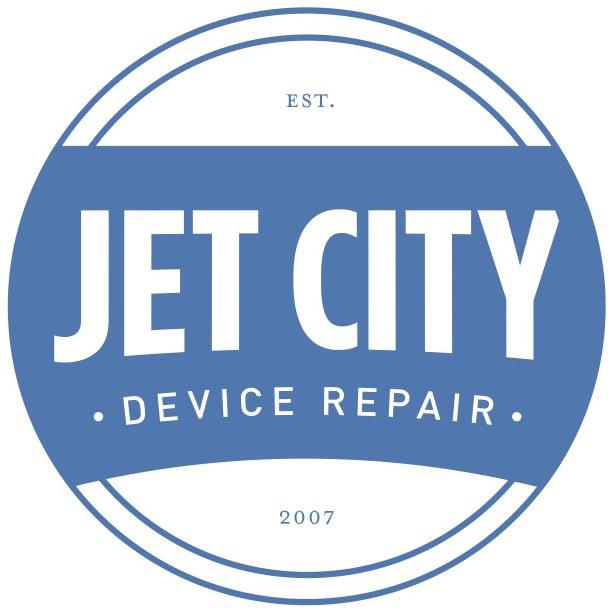 EST.
JET CITY
• DEVICE REPAIR •
2007